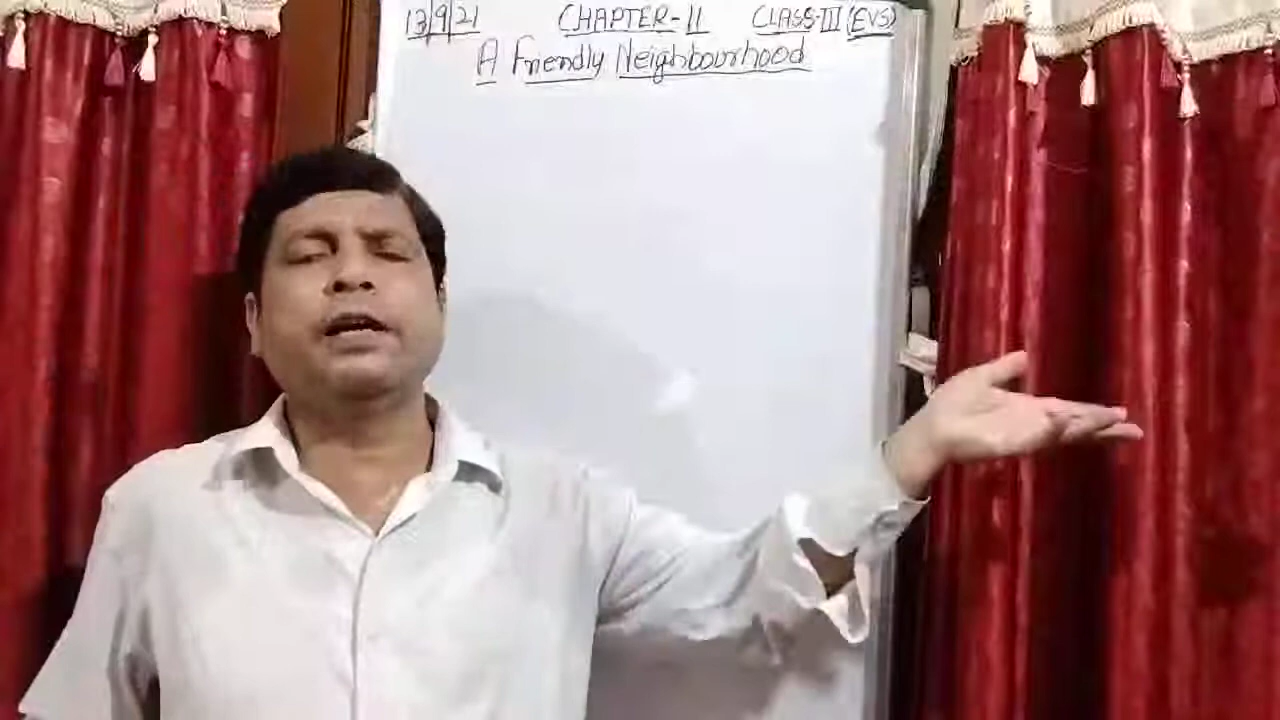 13/9/21 CHAPTER-11 CLASS-III (EVS)
A Friendly Neighbourhood